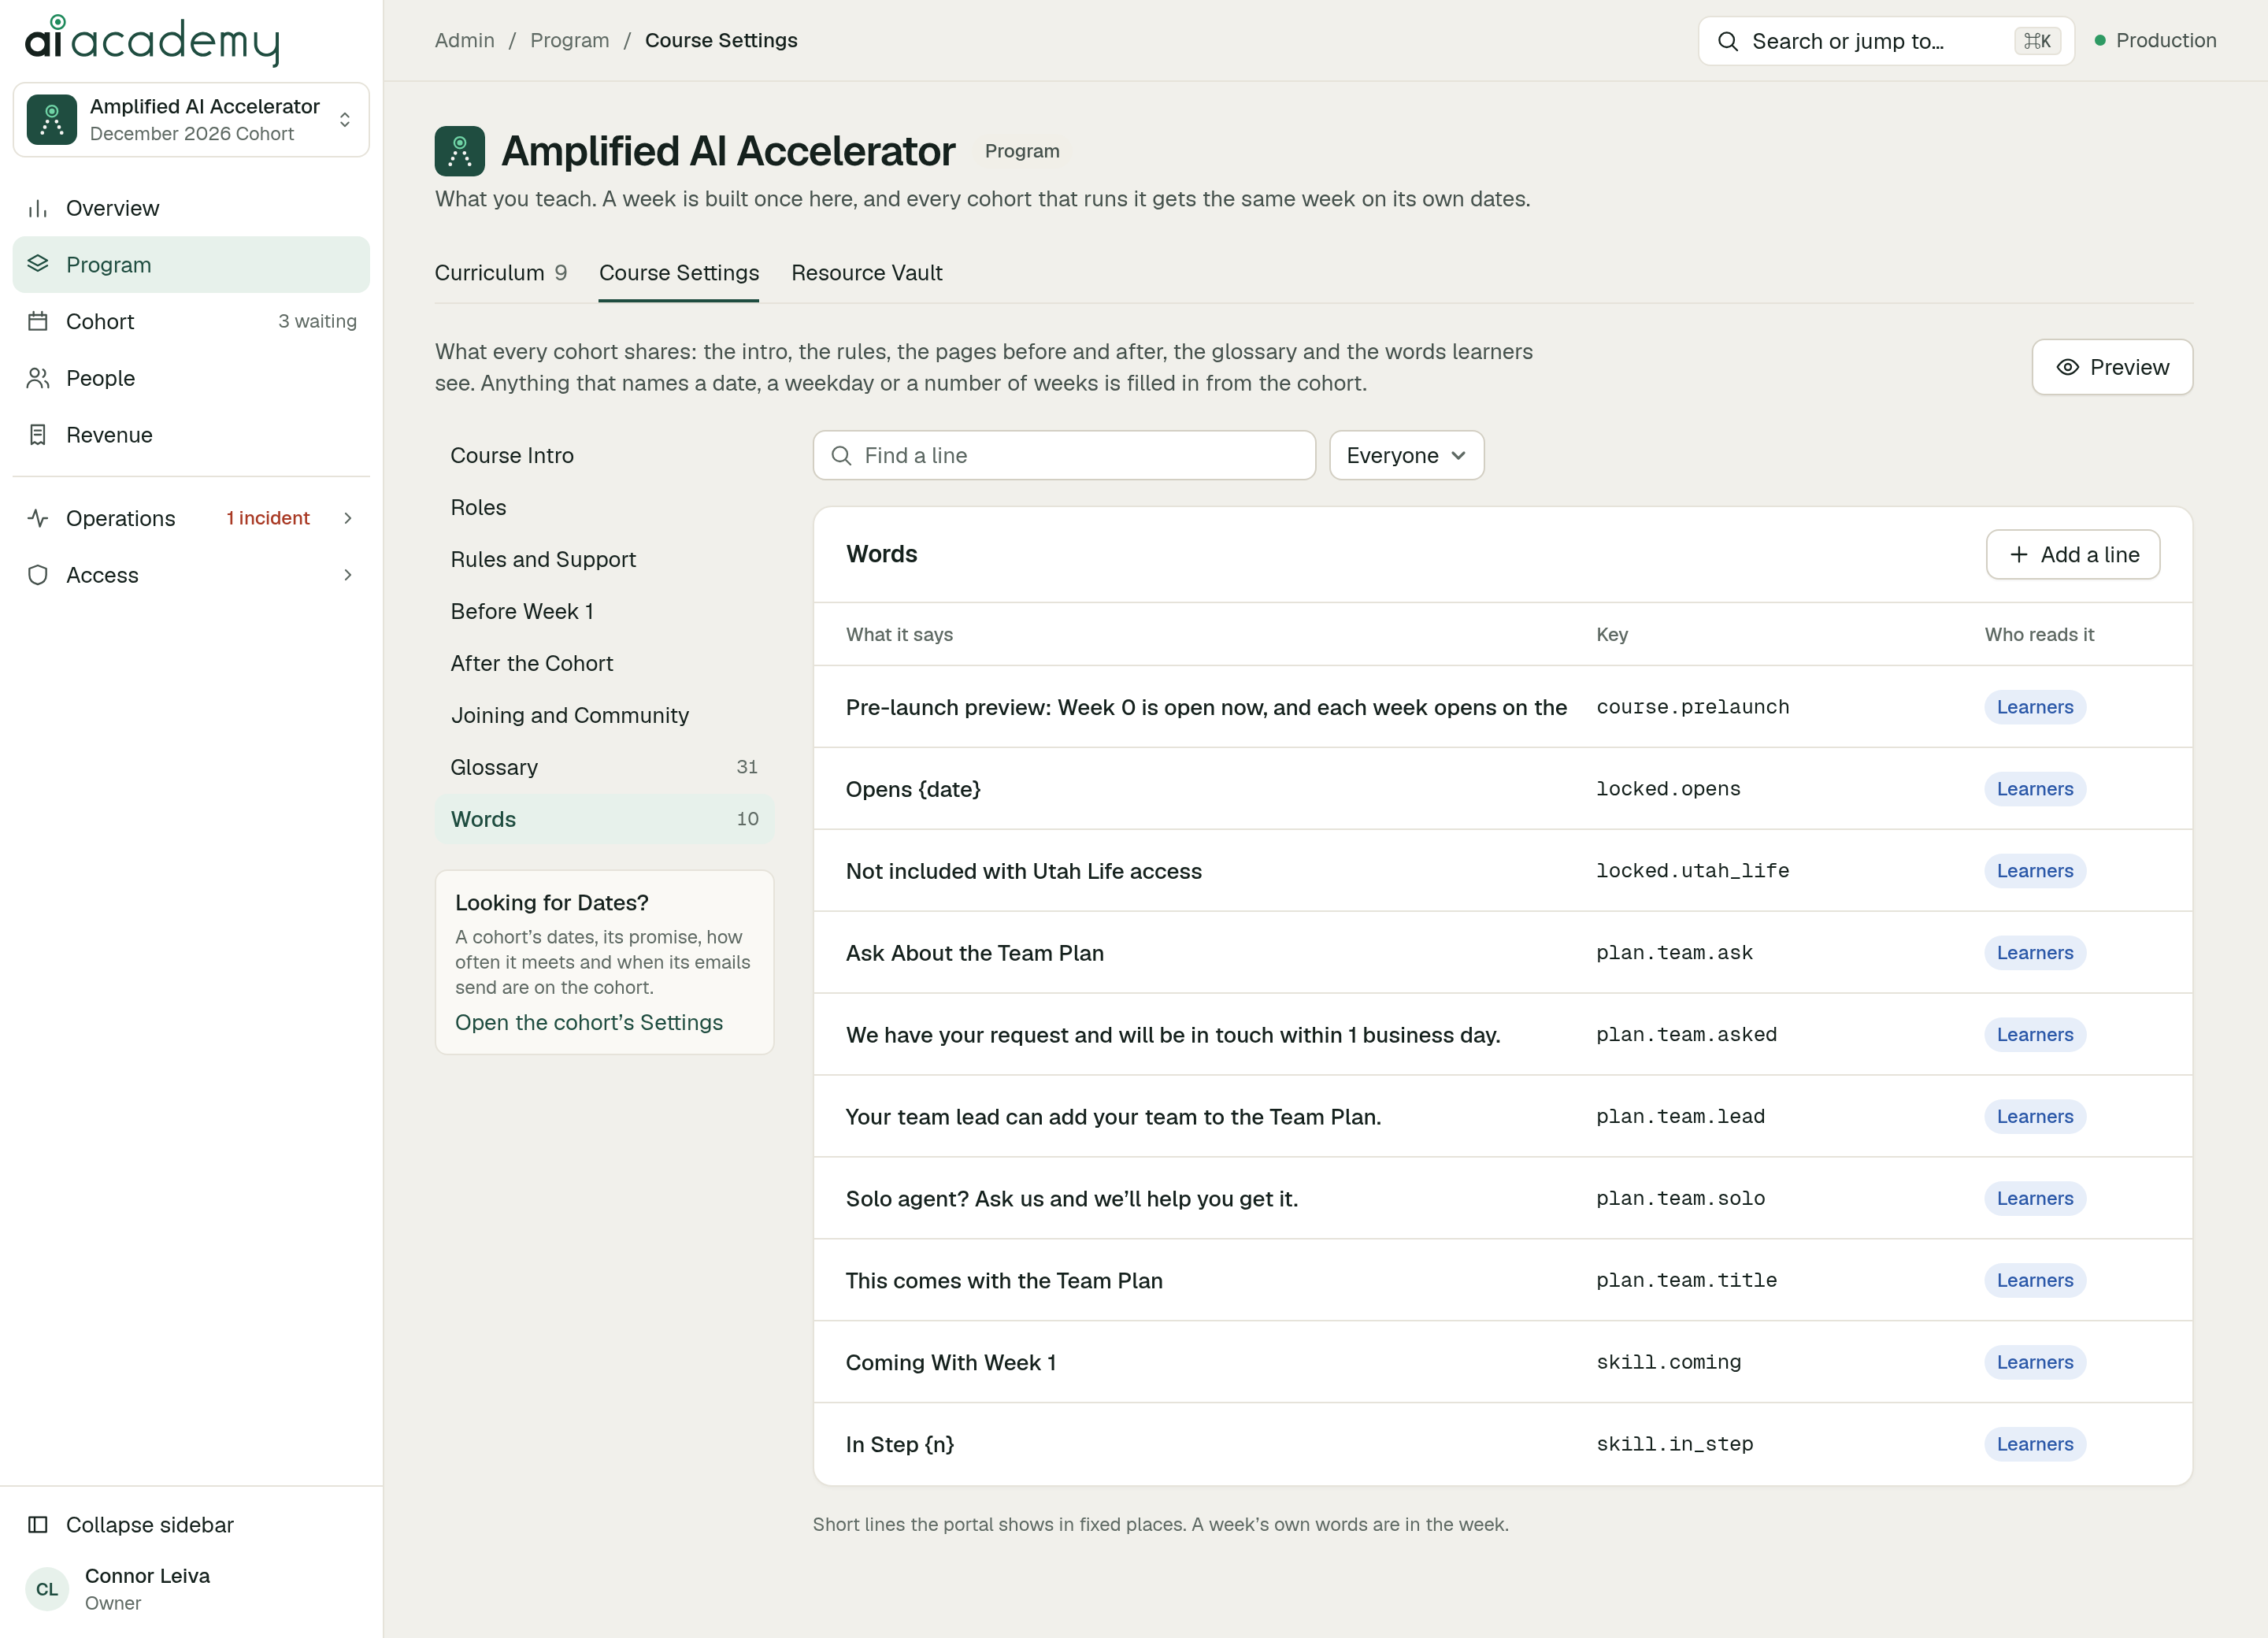 ai academy
Amplified AI Accelerator
December 2026 Cohort
Overview
Program
Cohort 3 waiting
People
Revenue
Operations 1 incident
Access
Collapse sidebar
CL
Connor Leiva
Owner
Admin / Program / Course Settings
Search or jump to... ⌘K
Production
Amplified AI Accelerator Program
What you teach. A week is built once here, and every cohort that runs it gets the same week on its own dates.
Curriculum 9 Course Settings Resource Vault
What every cohort shares: the intro, the rules, the pages before and after, the glossary and the words learners
see. Anything that names a date, a weekday or a number of weeks is filled in from the cohort.
Preview
Course Intro
Roles
Rules and Support
Before Week 1
After the Cohort
Joining and Community
Glossary 31
Words 10
Looking for Dates?
A cohort’s dates, its promise, how
often it meets and when its emails
send are on the cohort.
Open the cohort’s Settings
Find a line
Everyone
Words
Add a line
What it says Key Who reads it
Pre-launch preview: Week 0 is open now, and each week opens on the course.prelaunch Learners
Opens {date} locked.opens Learners
Not included with Utah Life access locked.utah_life Learners
Ask About the Team Plan plan.team.ask Learners
We have your request and will be in touch within 1 business day. plan.team.asked Learners
Your team lead can add your team to the Team Plan. plan.team.lead Learners
Solo agent? Ask us and we’ll help you get it. plan.team.solo Learners
This comes with the Team Plan plan.team.title Learners
Coming With Week 1 skill.coming Learners
In Step {n} skill.in_step Learners
Short lines the portal shows in fixed places. A week’s own words are in the week.